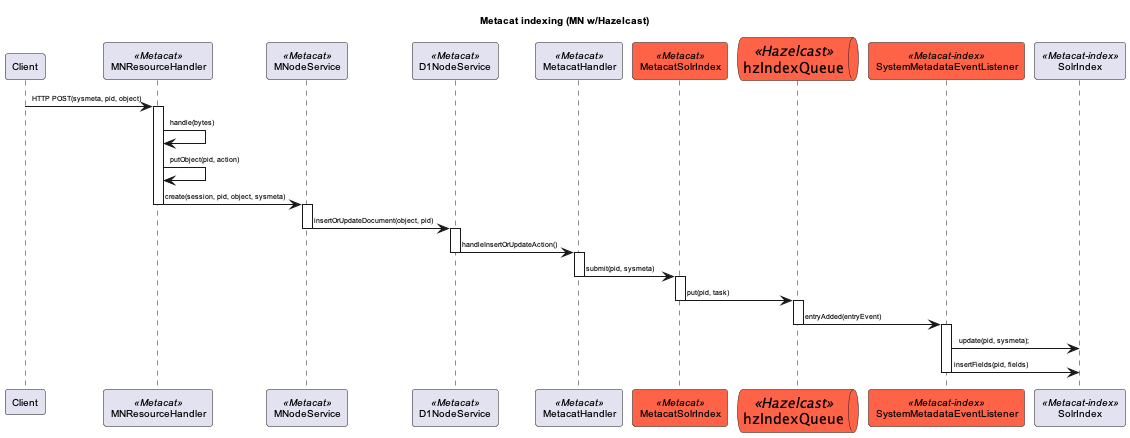 Metacat indexing (MN w/Hazelcast)
Client
«Metacat»
MNResourceHandler
«Metacat»
MNodeService
«Metacat»
D1NodeService
«Metacat»
MetacatHandler
«Metacat»
MetacatSolrIndex
«Hazelcast»
hzIndexQueue
«Metacat-index»
SystemMetadataEventListener
«Metacat-index»
SolrIndex
HTTP POST(sysmeta, pid, object)
handle(bytes)
putObject(pid, action)
create(session, pid, object, sysmeta)
insertOrUpdateDocument(object, pid)
handleInsertOrUpdateAction()
submit(pid, sysmeta)
put(pid, task)
entryAdded(entryEvent)
update(pid, sysmeta);
insertFields(pid, fields)
Client
«Metacat»
MNResourceHandler
«Metacat»
MNodeService
«Metacat»
D1NodeService
«Metacat»
MetacatHandler
«Metacat»
MetacatSolrIndex
«Hazelcast»
hzIndexQueue
«Metacat-index»
SystemMetadataEventListener
«Metacat-index»
SolrIndex